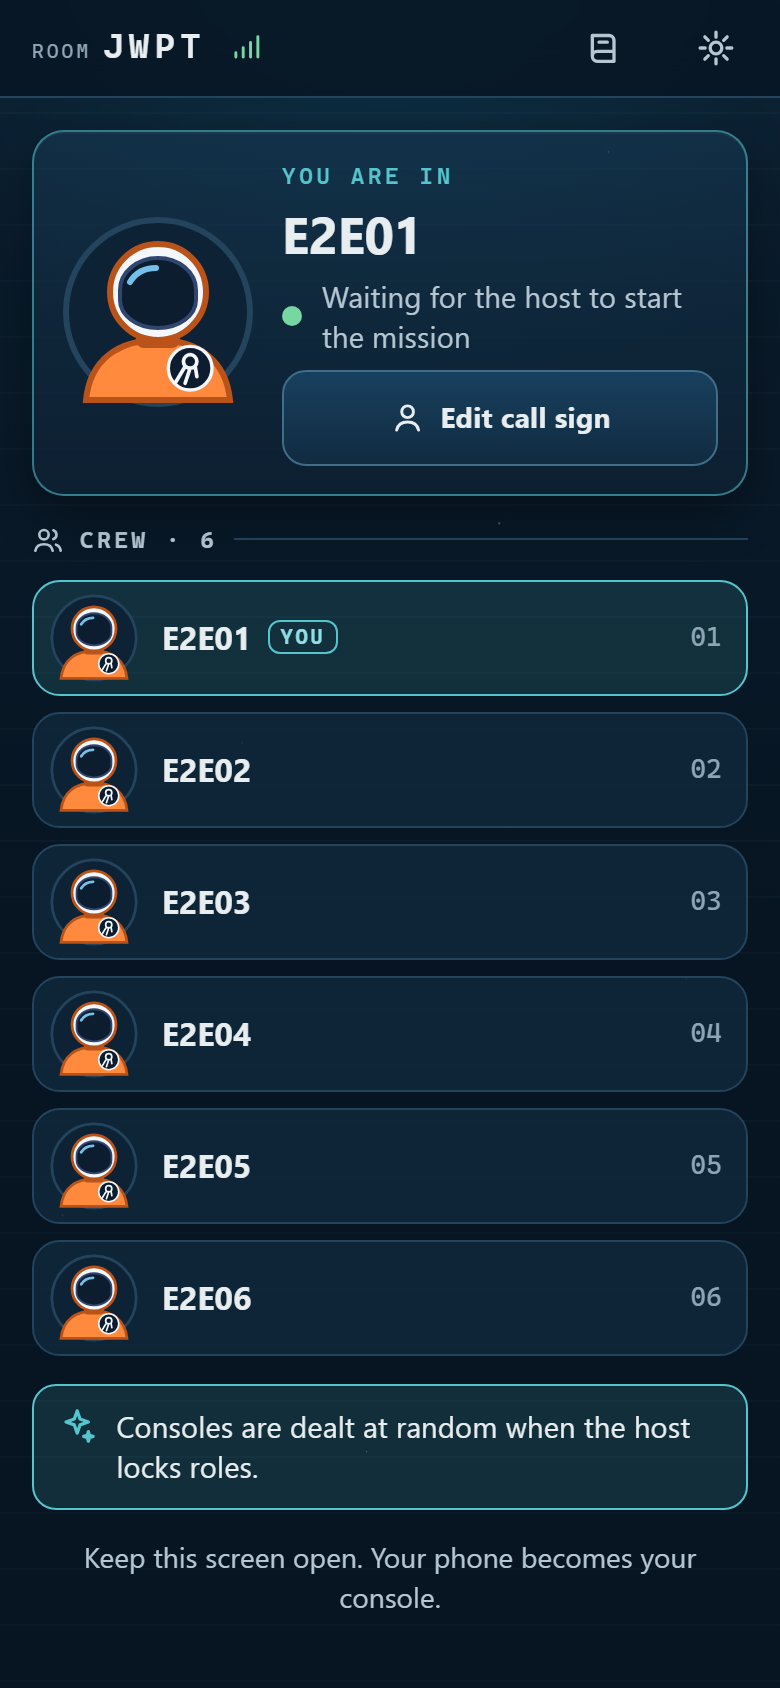 ROOM JWPT
YOU ARE IN
E2E01
Waiting for the host to start
the mission
Edit call sign
CREW · 6
E2E01 YOU 01
E2E02 02
E2E03 03
E2E04 04
E2E05 05
E2E06 06
Consoles are dealt at random when the host
locks roles.
Keep this screen open. Your phone becomes your
console.